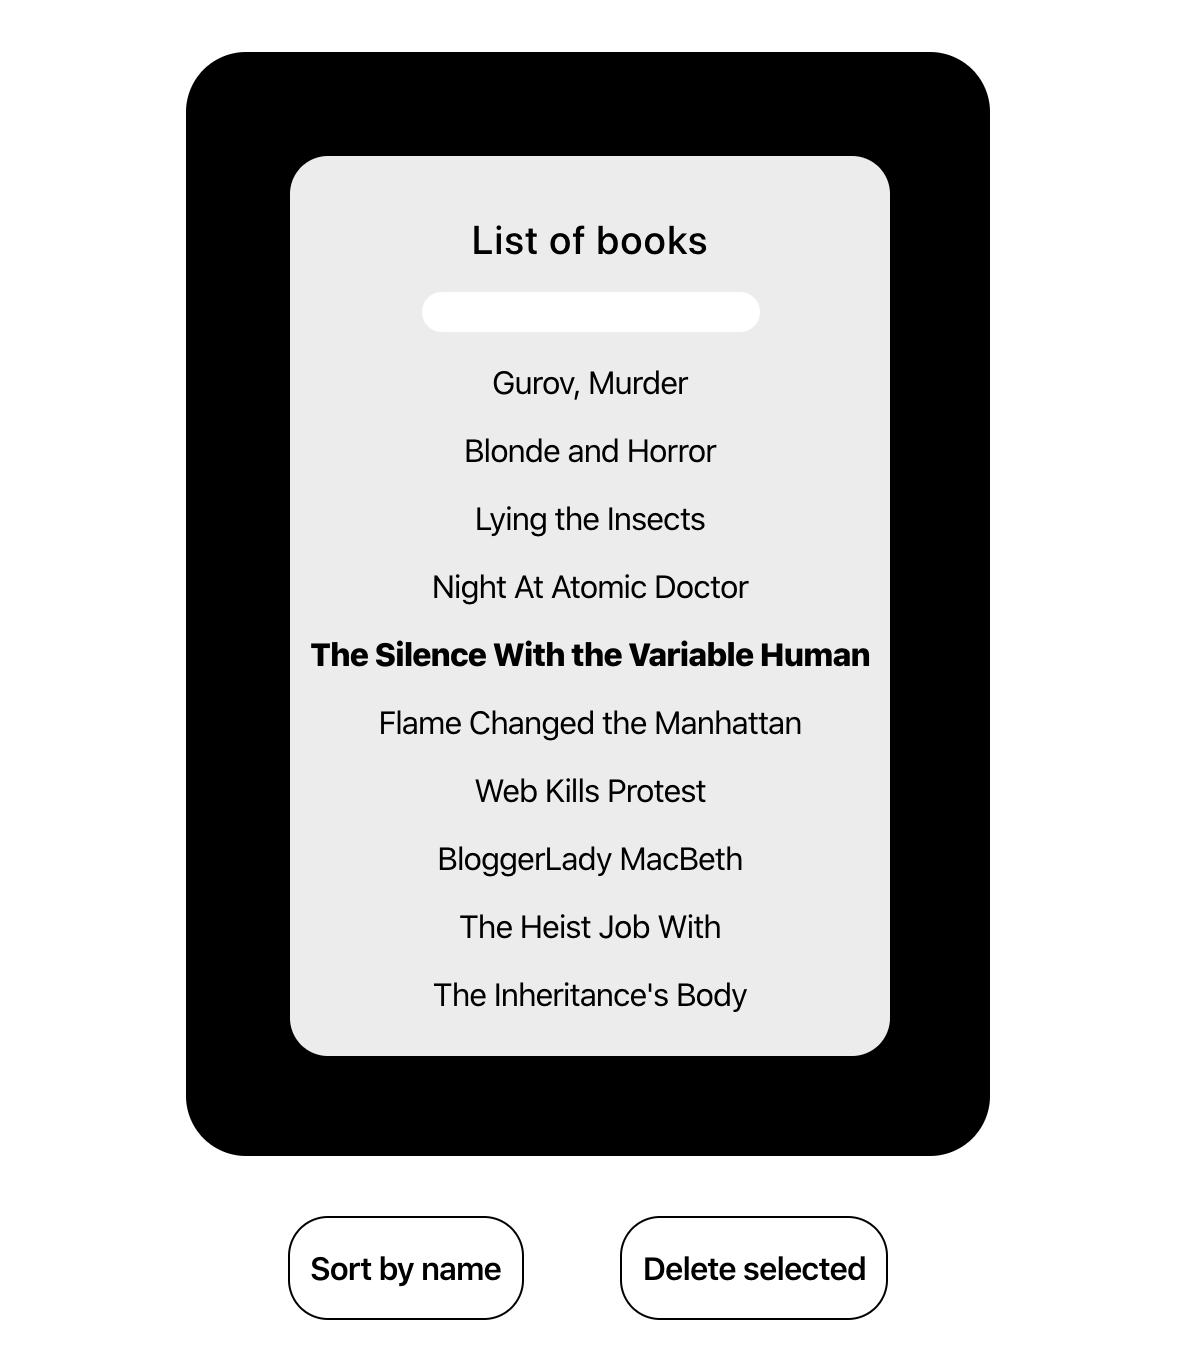 List of books
Gurov, Murder
Blonde and Horror
Lying the Insects
Night At Atomic Doctor
The Silence With the Variable Human
Flame Changed the Manhattan
Web Kills Protest
BloggerLady MacBeth
The Heist Job With
The Inheritance's Body
Sort by name
Delete selected